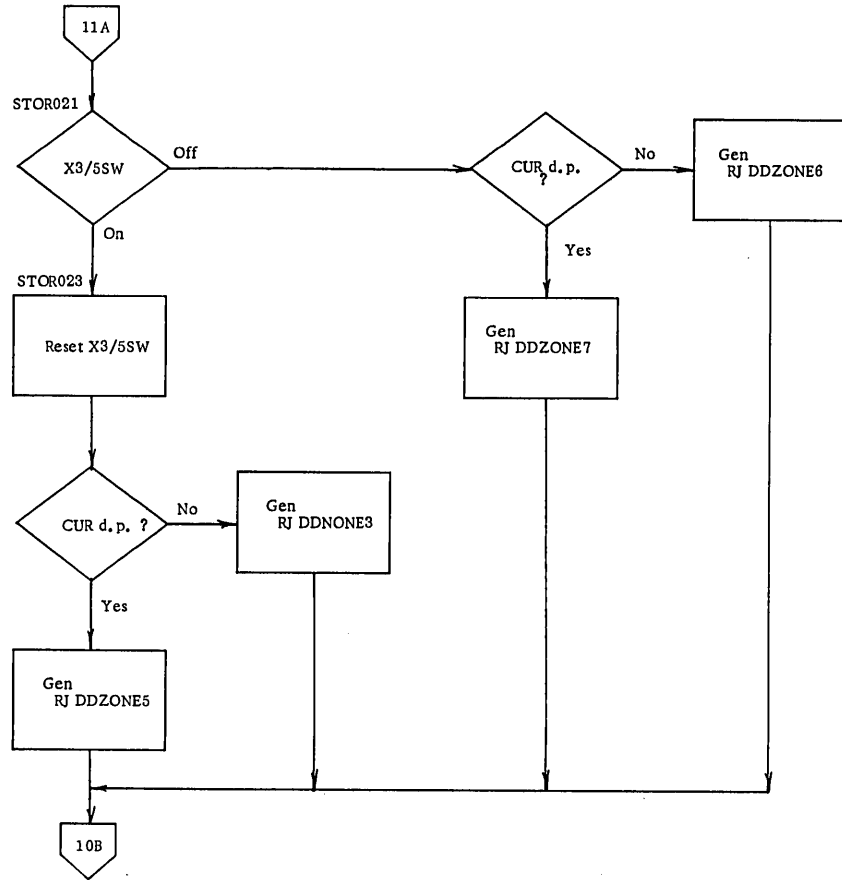 11A
STOR021
X3/5SW
Off
CUR d.p.
?
No
Gen
RJ DDZONE6
On
Yes
STOR023
Reset X3/5SW
Gen
RJ DDZONE7
CUR d.p. ?
No
Gen
RJ DDNONE3
Yes
Gen
RJ DDZONE5
10B